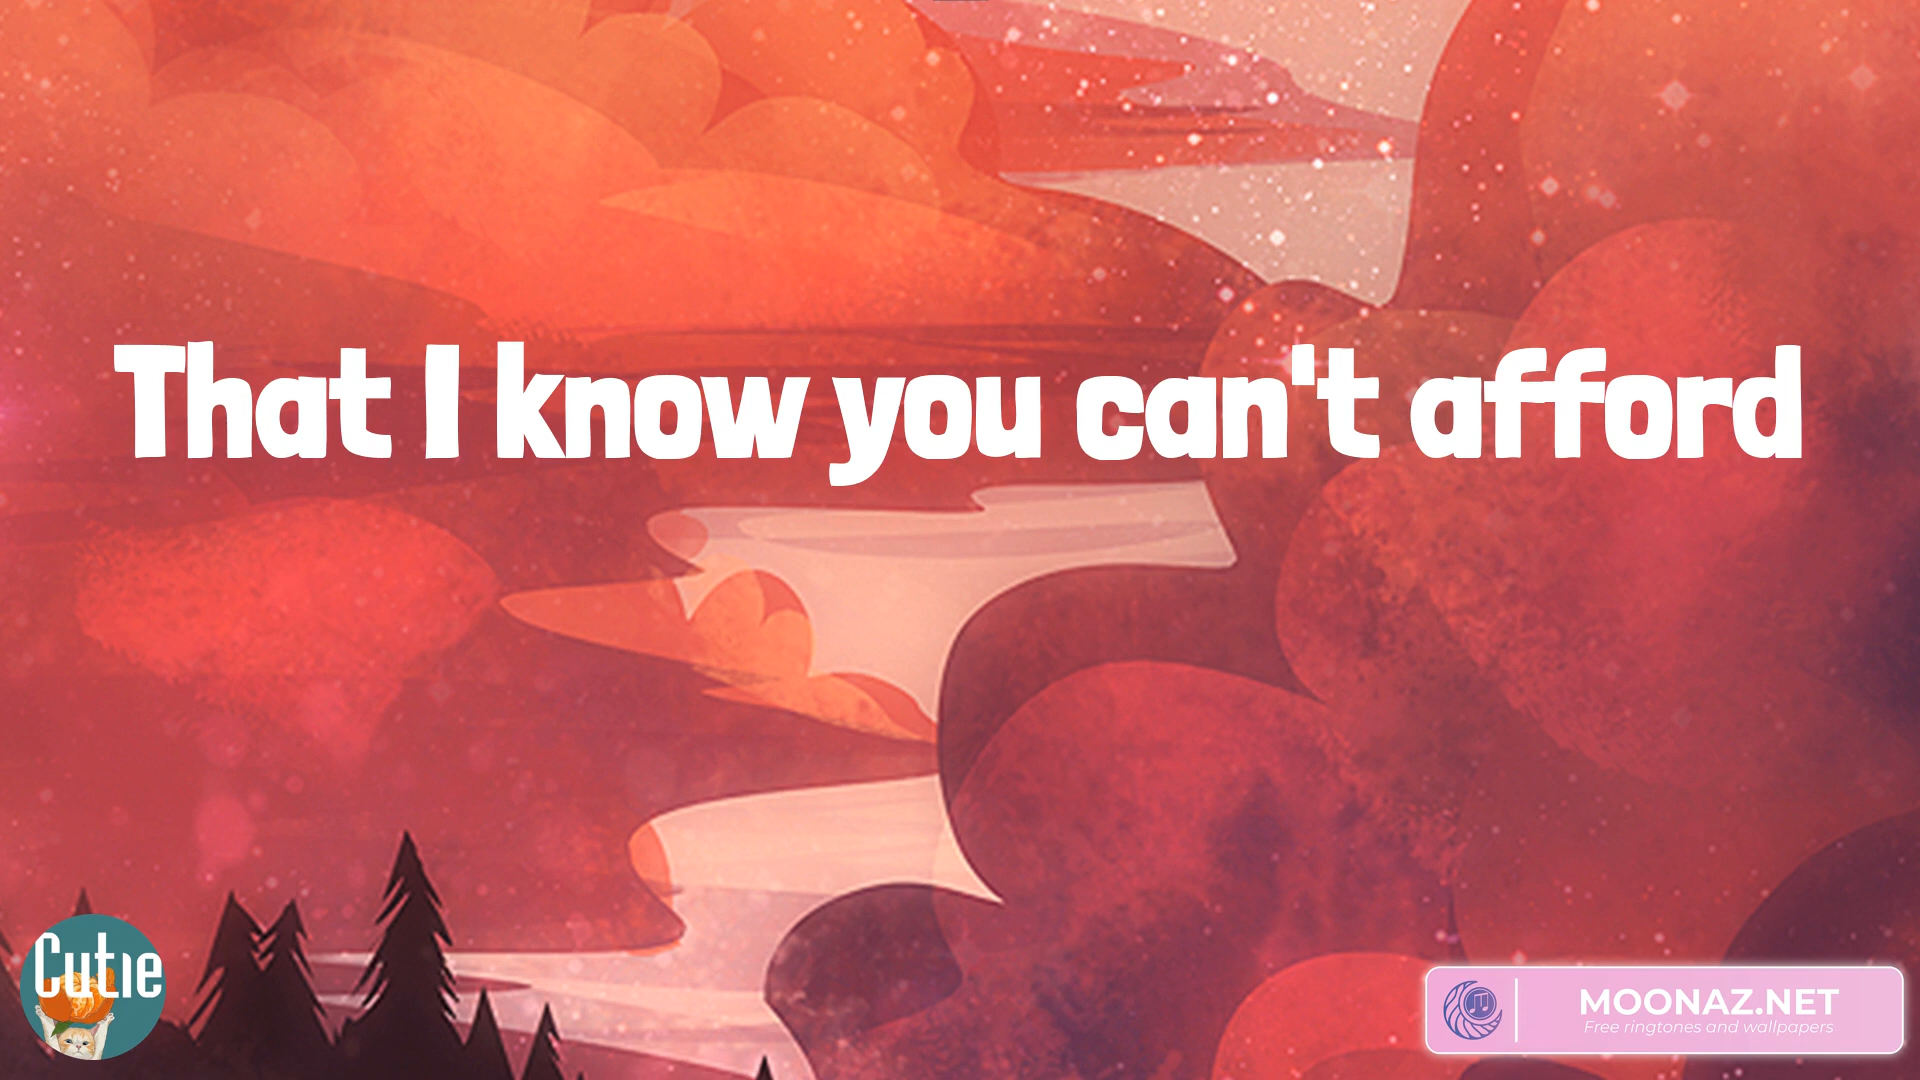 That I know you can't afford
Cutie
MOONAZ.NET
Free ringtones and wallpapers